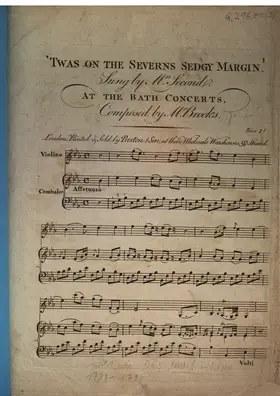 'TWAS ON THE SEVERNS SEDGY MARGIN,
Sung by Mrs. Second,
AT THE BATH CONCERTS,
Composed by Mr. Brooks.
London, Printed & Sold by Preston & Son, at their Wholesale Warehouses, 97 Strand.
Violino
Cembalo
Affetuoso
Volti